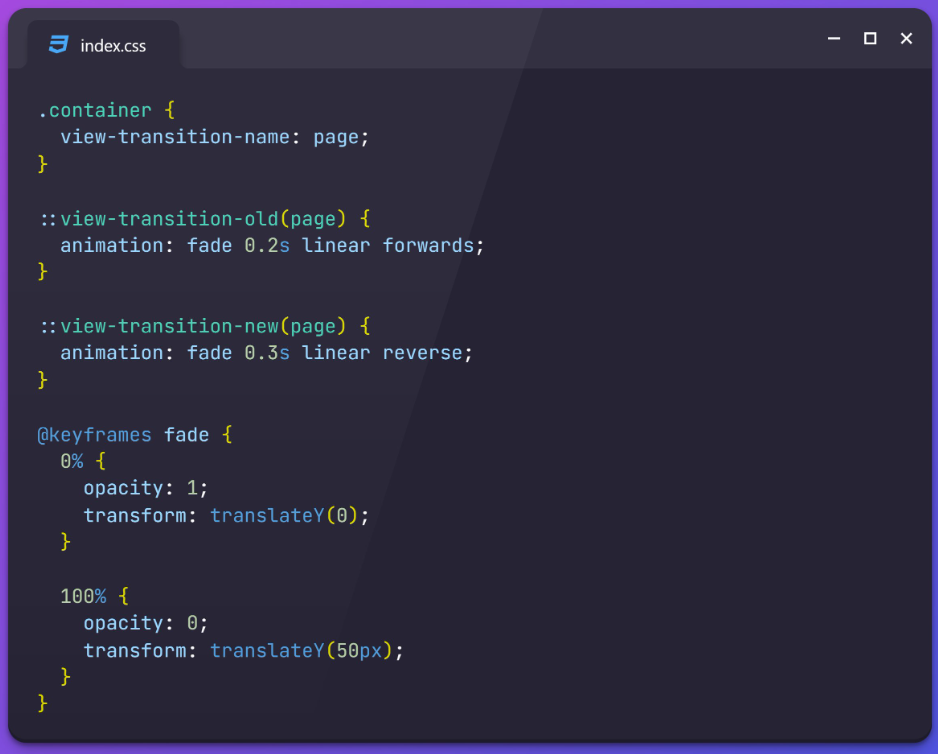 index.css
.container {
  view-transition-name: page;
}
::view-transition-old(page) {
  animation: fade 0.2s linear forwards;
}
::view-transition-new(page) {
  animation: fade 0.3s linear reverse;
}
@keyframes fade {
  0% {
    opacity: 1;
    transform: translateY(0);
  }
  100% {
    opacity: 0;
    transform: translateY(50px);
  }
}